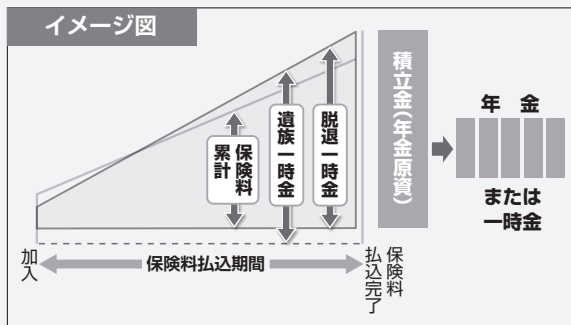 イメージ図
保険料
累計
遺族一時金
脱退一時金
積立金(年金原資)
年 金
または
一時金
加入
保険料払込期間
保険料
払込完了